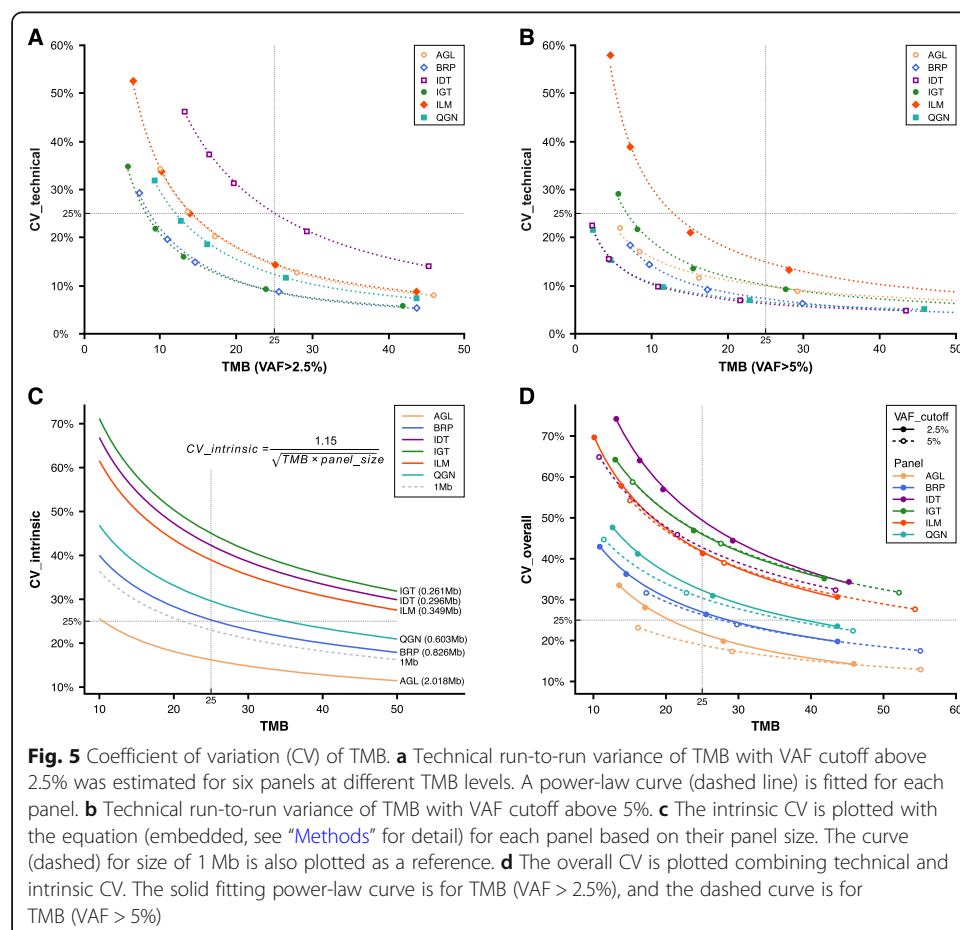 A
60%
50%
40%
30%
25%
20%
10%
0%
CV_technical
0
10
20
25
30
40
50
TMB (VAF>2.5%)
AGL
BRP
IDT
IGT
ILM
QGN
B
60%
50%
40%
30%
25%
20%
10%
0%
CV_technical
0
10
20
25
30
40
50
TMB (VAF>5%)
AGL
BRP
IDT
IGT
ILM
QGN
C
70%
60%
50%
40%
30%
25%
20%
10%
CV_intrinsic
CV_intrinsic = 1.15 / √TMB × panel_size
AGL
BRP
IDT
IGT
ILM
QGN
1Mb
IGT (0.261Mb)
IDT (0.296Mb)
ILM (0.349Mb)
QGN (0.603Mb)
BRP (0.826Mb)
1Mb
AGL (2.018Mb)
10
20
25
30
40
50
TMB
D
70%
60%
50%
40%
30%
25%
20%
10%
CV_overall
VAF_cutoff
2.5%
5%
Panel
AGL
BRP
IDT
IGT
ILM
QGN
10
20
25
30
40
50
60
TMB
Fig. 5 Coefficient of variation (CV) of TMB. a Technical run-to-run variance of TMB with VAF cutoff above
2.5% was estimated for six panels at different TMB levels. A power-law curve (dashed line) is fitted for each
panel. b Technical run-to-run variance of TMB with VAF cutoff above 5%. c The intrinsic CV is plotted with
the equation (embedded, see “Methods” for detail) for each panel based on their panel size. The curve
(dashed) for size of 1 Mb is also plotted as a reference. d The overall CV is plotted combining technical and
intrinsic CV. The solid fitting power-law curve is for TMB (VAF > 2.5%), and the dashed curve is for
TMB (VAF > 5%)